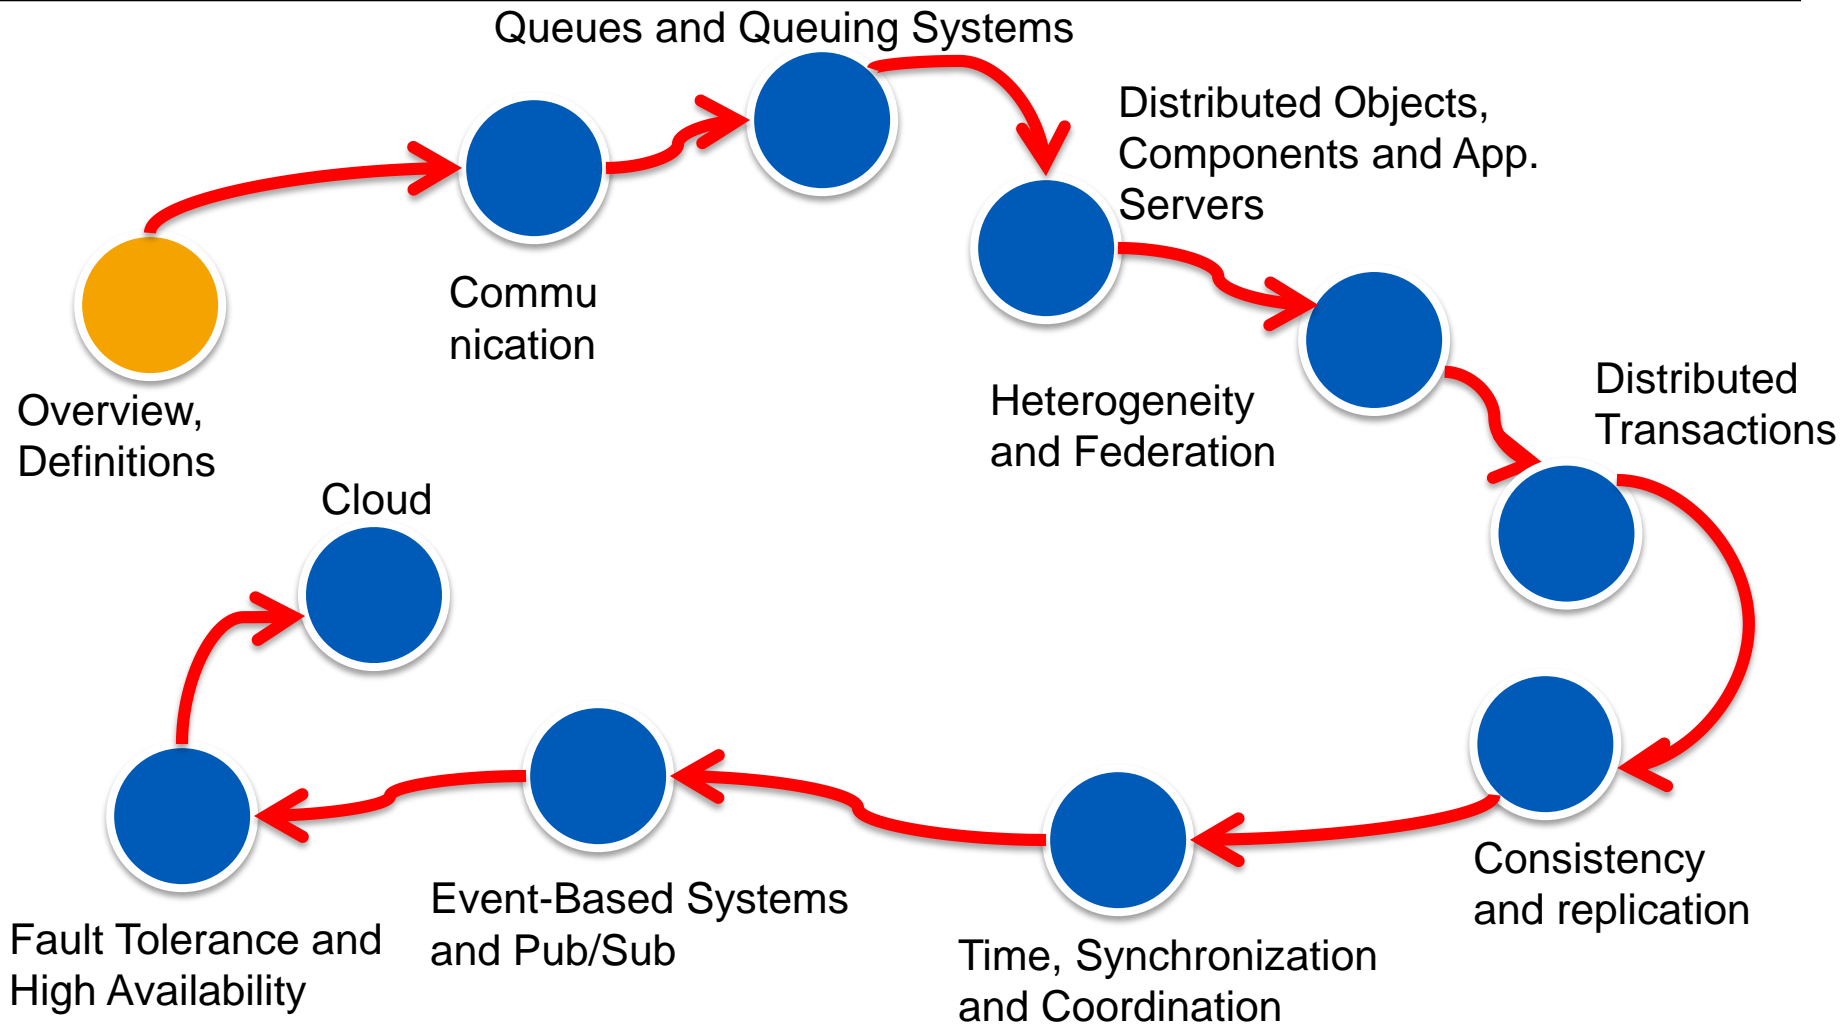 Queues and Queuing Systems
Distributed Objects,
Components and App.
Servers
Commu
nication
Overview,
Definitions
Heterogeneity
and Federation
Distributed
Transactions
Cloud
Consistency
and replication
Event-Based Systems
and Pub/Sub
Time, Synchronization
and Coordination
Fault Tolerance and
High Availability